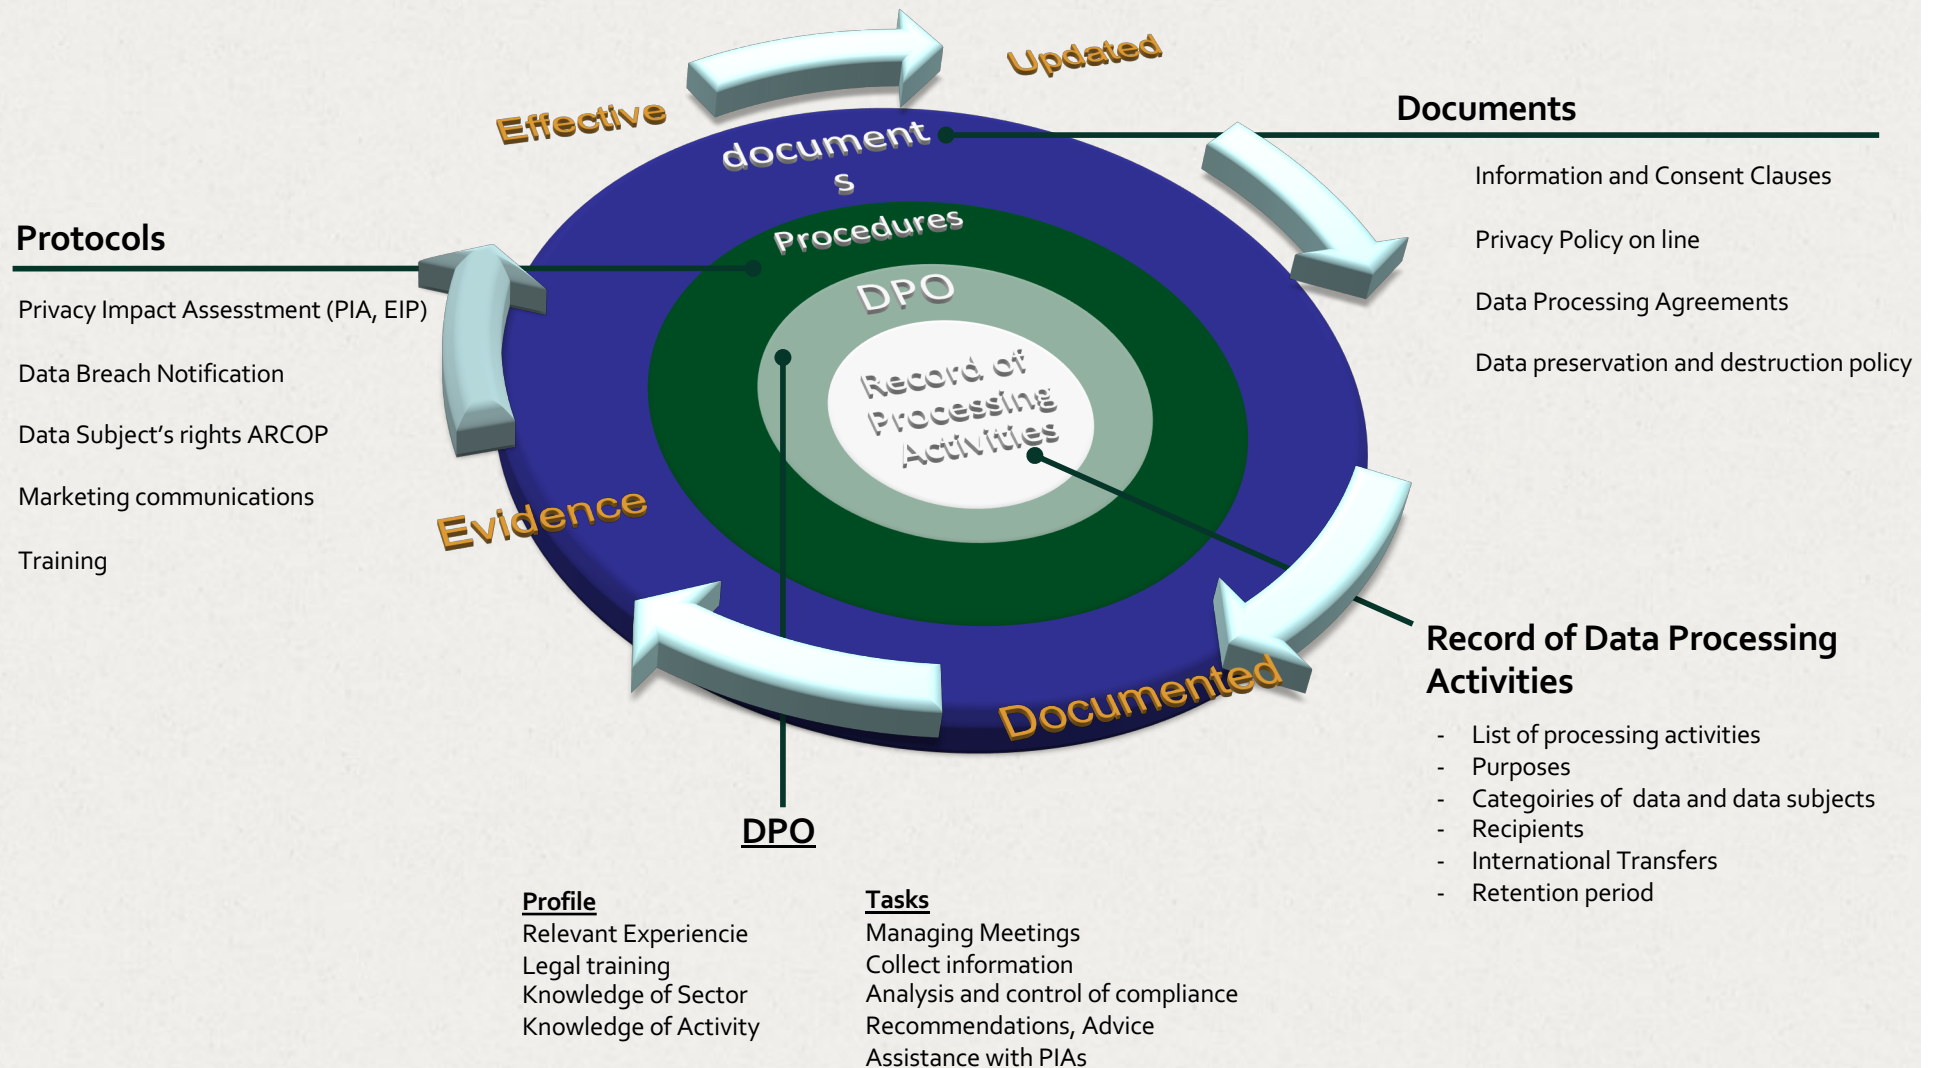 Updated
Effective
Documents
document
s
Information and Consent Clauses
Procedures
Privacy Policy on line
Protocols
DPO
Privacy Impact Assesstment (PIA, EIP)
Data Processing Agreements
Data preservation and destruction policy
Data Breach Notification
Record of
Processing
Activities
Data Subject’s rights ARCOP
Marketing communications
Evidence
Training
Record of Data Processing
Activities
Documented
- List of processing activities
- Purposes
- Categoiries of data and data subjects
- Recipients
- International Transfers
- Retention period
DPO
Profile
Relevant Experiencie
Legal training
Knowledge of Sector
Knowledge of Activity
Tasks
Managing Meetings
Collect information
Analysis and control of compliance
Recommendations, Advice
Assistance with PIAs